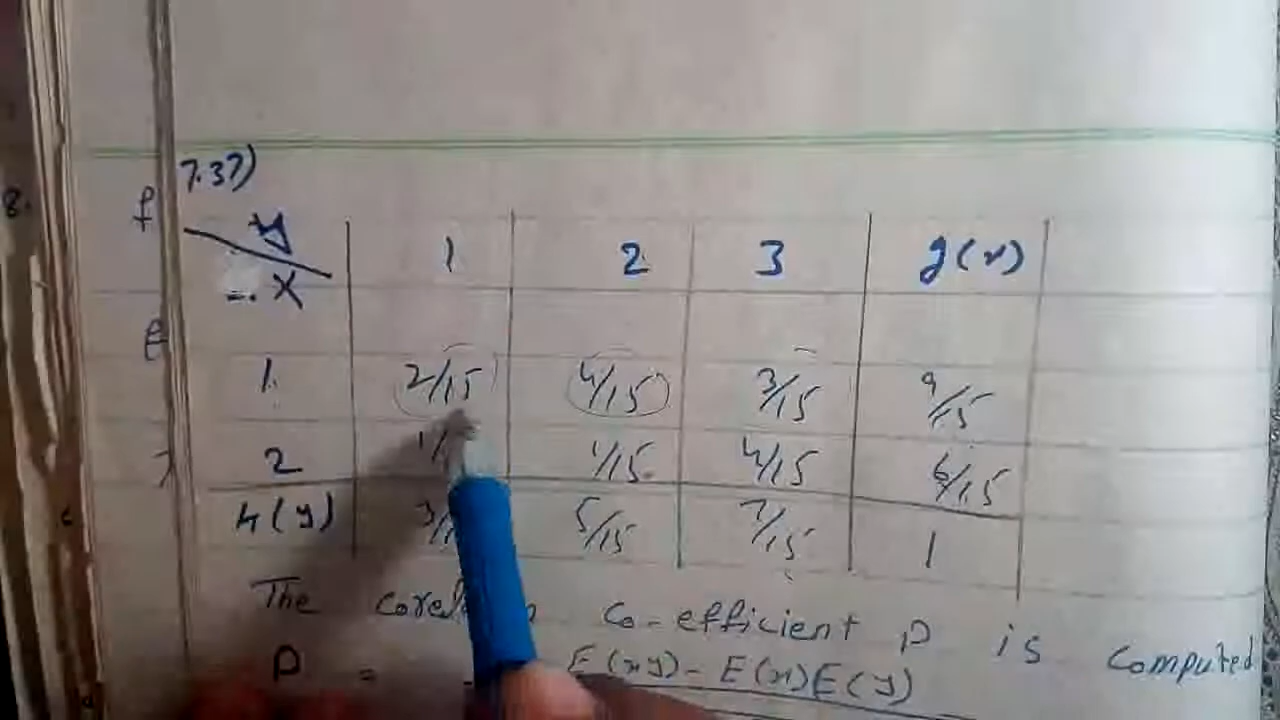 7.37)
y 1 2 3 g(x)
X
1 2/15 4/15 3/15 9/15
2 1/15 4/15 6/15
h(y) 5/15 7/15 1
The co-efficient P is computed
P = E(xy) - E(x)E(y)